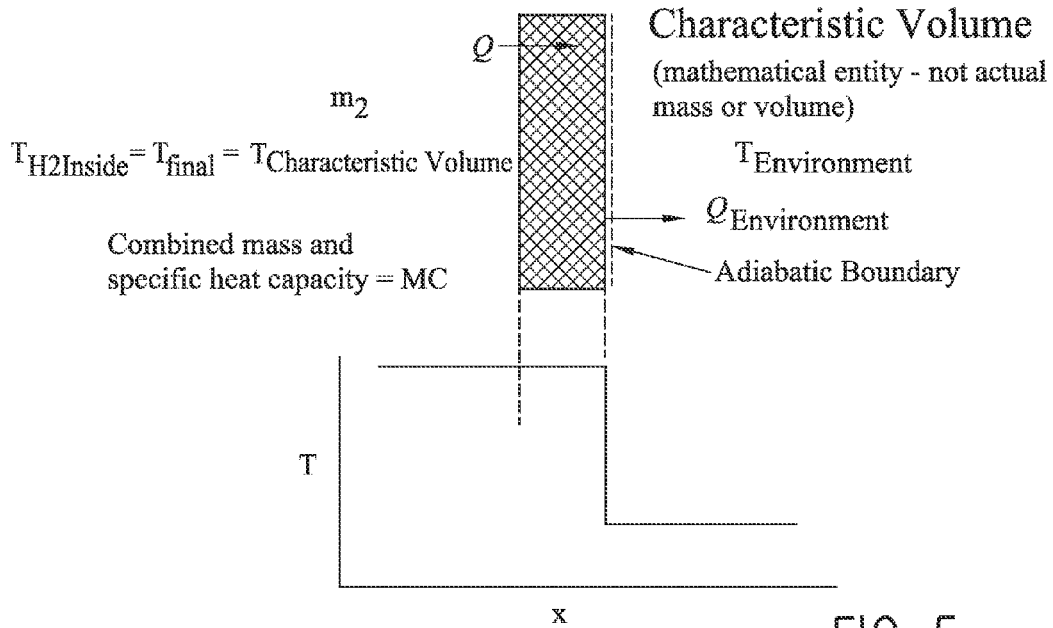 Characteristic Volume
(mathematical entity - not actual
mass or volume)
Q
m2
TH2Inside = Tfinal = TCharacteristic Volume
TEnvironment
QEnvironment
Combined mass and
specific heat capacity = MC
Adiabatic Boundary
T
x